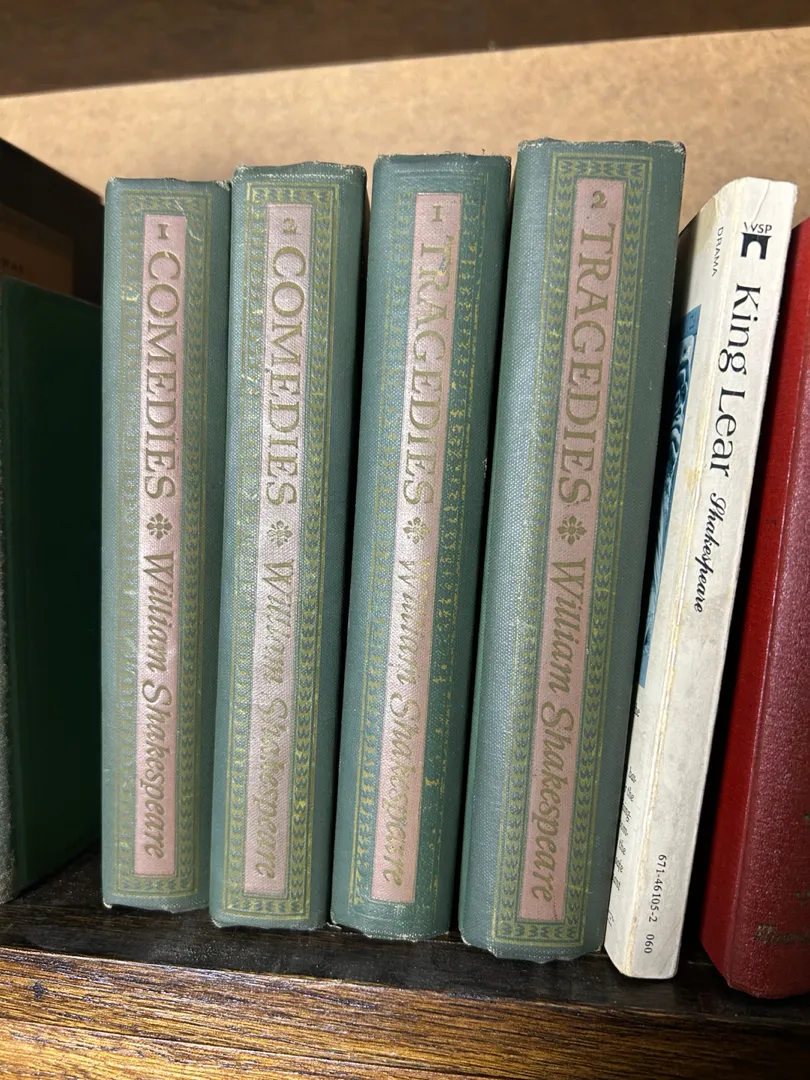 1 COMEDIES William Shakespeare
2 COMEDIES William Shakespeare
1 TRAGEDIES William Shakespeare
2 TRAGEDIES William Shakespeare
WSP
DRAMA
King Lear Shakespeare
671-46105-2 060